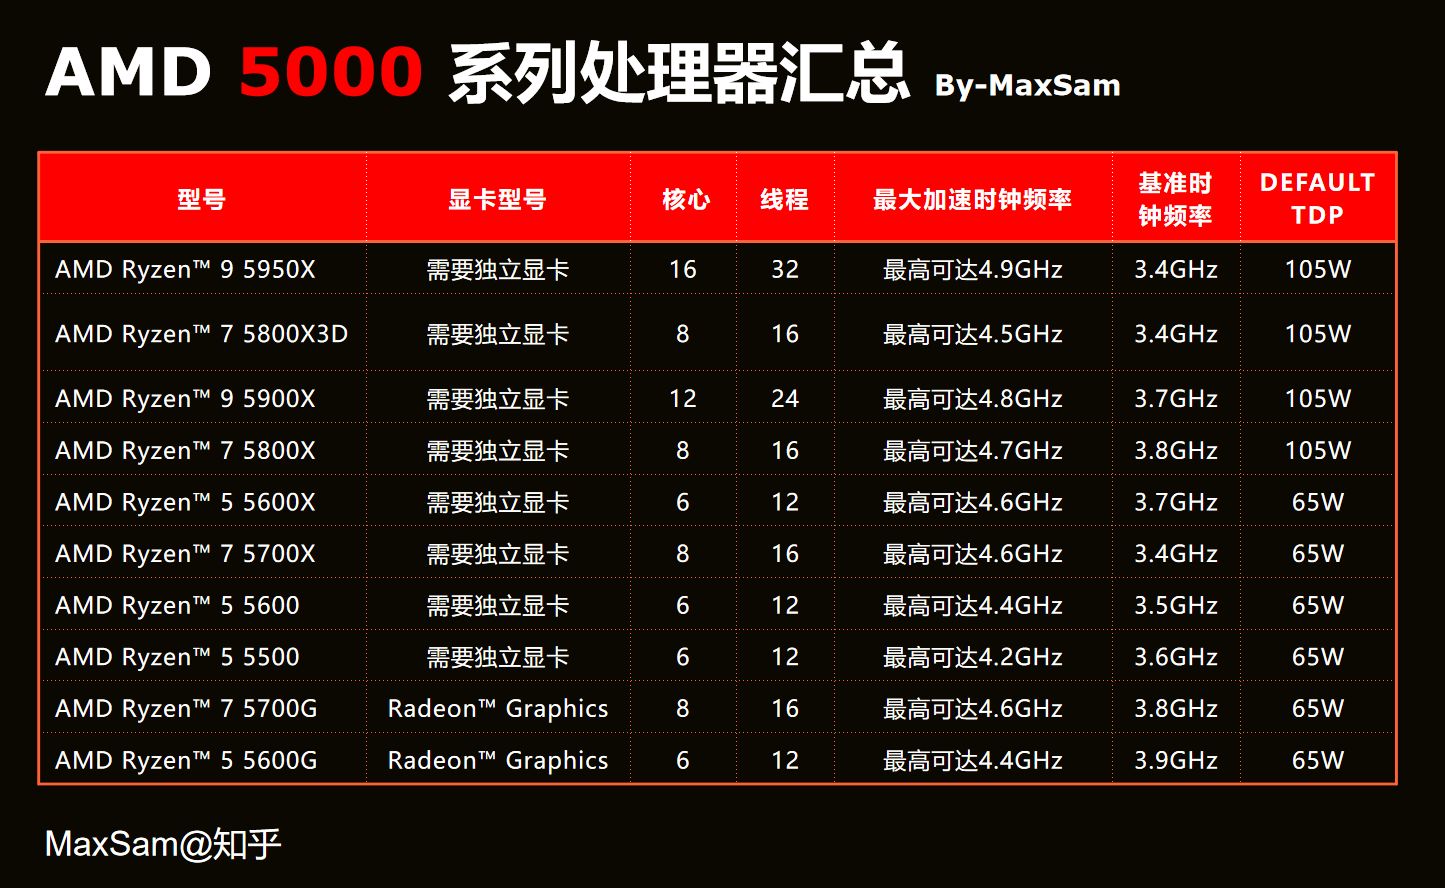 AMD 5000 系列处理器汇总 By-MaxSam
型号 显卡型号 核心 线程 最大加速时钟频率 基准时钟频率 DEFAULT TDP
AMD Ryzen™ 9 5950X 需要独立显卡 16 32 最高可达4.9GHz 3.4GHz 105W
AMD Ryzen™ 7 5800X3D 需要独立显卡 8 16 最高可达4.5GHz 3.4GHz 105W
AMD Ryzen™ 9 5900X 需要独立显卡 12 24 最高可达4.8GHz 3.7GHz 105W
AMD Ryzen™ 7 5800X 需要独立显卡 8 16 最高可达4.7GHz 3.8GHz 105W
AMD Ryzen™ 5 5600X 需要独立显卡 6 12 最高可达4.6GHz 3.7GHz 65W
AMD Ryzen™ 7 5700X 需要独立显卡 8 16 最高可达4.6GHz 3.4GHz 65W
AMD Ryzen™ 5 5600 需要独立显卡 6 12 最高可达4.4GHz 3.5GHz 65W
AMD Ryzen™ 5 5500 需要独立显卡 6 12 最高可达4.2GHz 3.6GHz 65W
AMD Ryzen™ 7 5700G Radeon™ Graphics 8 16 最高可达4.6GHz 3.8GHz 65W
AMD Ryzen™ 5 5600G Radeon™ Graphics 6 12 最高可达4.4GHz 3.9GHz 65W
MaxSam@知乎